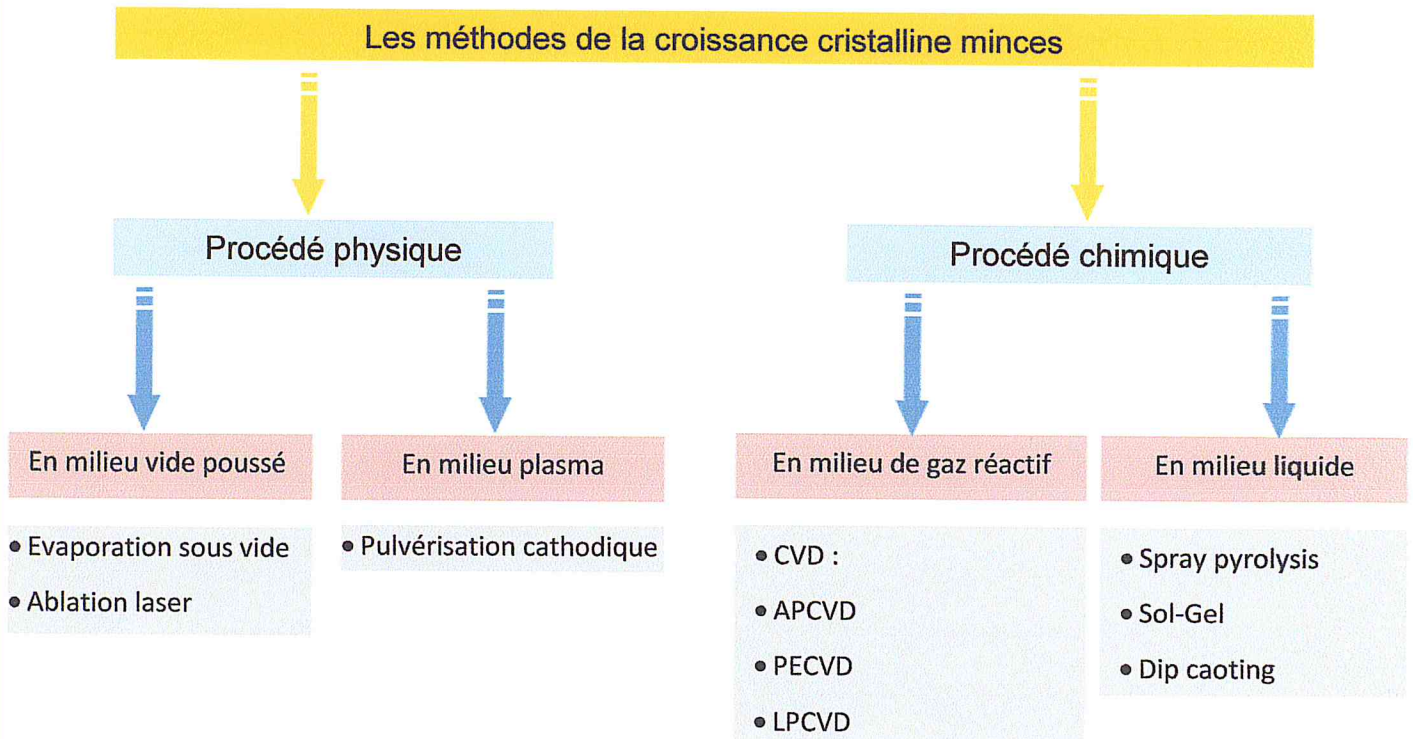 Les méthodes de la croissance cristalline minces
Procédé physique
Procédé chimique
En milieu vide poussé
En milieu plasma
En milieu de gaz réactif
En milieu liquide
• Evaporation sous vide
• Ablation laser
• Pulvérisation cathodique
• CVD :
• APCVD
• PECVD
• LPCVD
• Spray pyrolysis
• Sol-Gel
• Dip caoting